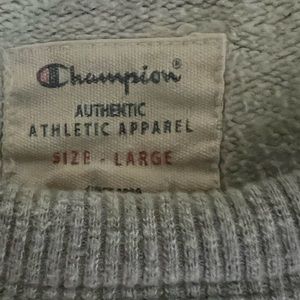 Champion®
AUTHENTIC
ATHLETIC APPAREL
SIZE - LARGE